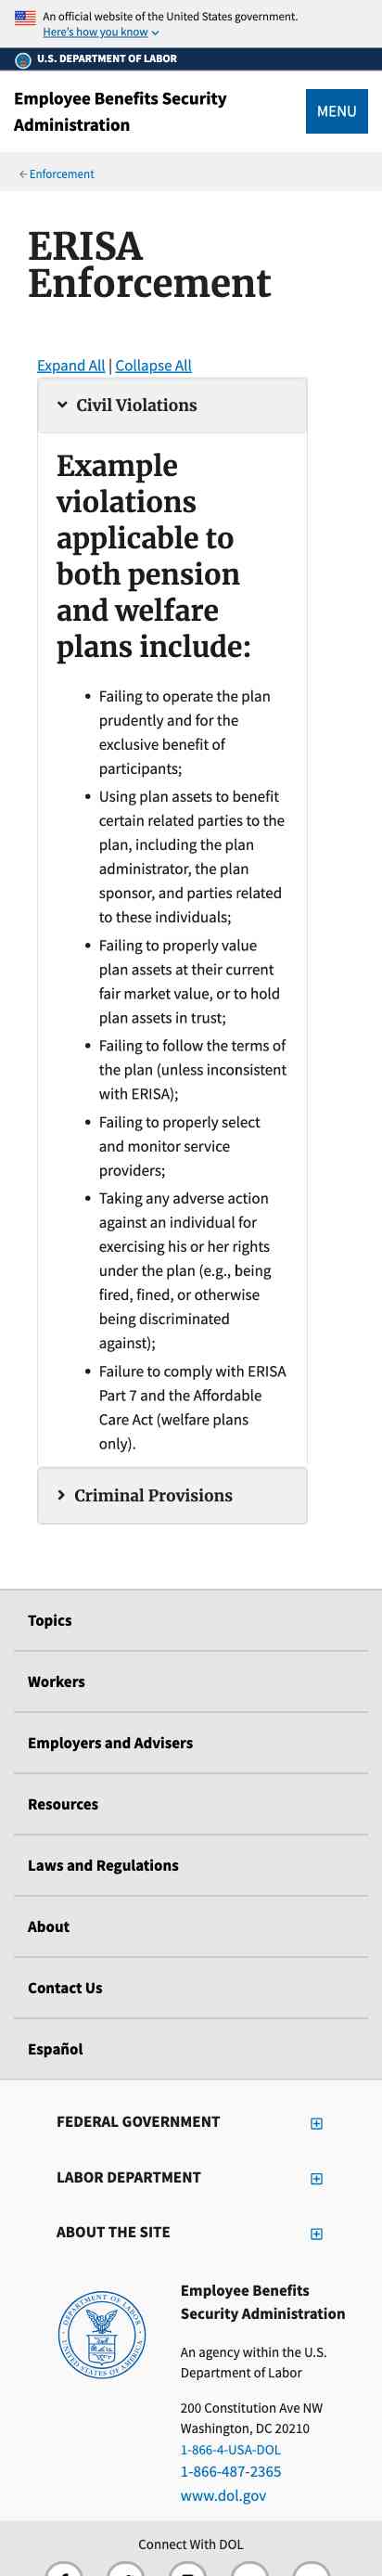 An official website of the United States government.
Here's how you know
U.S. DEPARTMENT OF LABOR
Employee Benefits Security
Administration
MENU
Enforcement
ERISA
Enforcement
Expand All | Collapse All
Civil Violations
Example
violations
applicable to
both pension
and welfare
plans include:
• Failing to operate the plan
prudently and for the
exclusive benefit of
participants;
• Using plan assets to benefit
certain related parties to the
plan, including the plan
administrator, the plan
sponsor, and parties related
to these individuals;
• Failing to properly value
plan assets at their current
fair market value, or to hold
plan assets in trust;
• Failing to follow the terms of
the plan (unless inconsistent
with ERISA);
• Failing to properly select
and monitor service
providers;
• Taking any adverse action
against an individual for
exercising his or her rights
under the plan (e.g., being
fired, fined, or otherwise
being discriminated
against);
• Failure to comply with ERISA
Part 7 and the Affordable
Care Act (welfare plans
only).
Criminal Provisions
Topics
Workers
Employers and Advisers
Resources
Laws and Regulations
About
Contact Us
Español
FEDERAL GOVERNMENT
LABOR DEPARTMENT
ABOUT THE SITE
DEPARTMENT OF LABOR
UNITED STATES OF AMERICA
Employee Benefits
Security Administration
An agency within the U.S.
Department of Labor
200 Constitution Ave NW
Washington, DC 20210
1-866-4-USA-DOL
1-866-487-2365
www.dol.gov
Connect With DOL